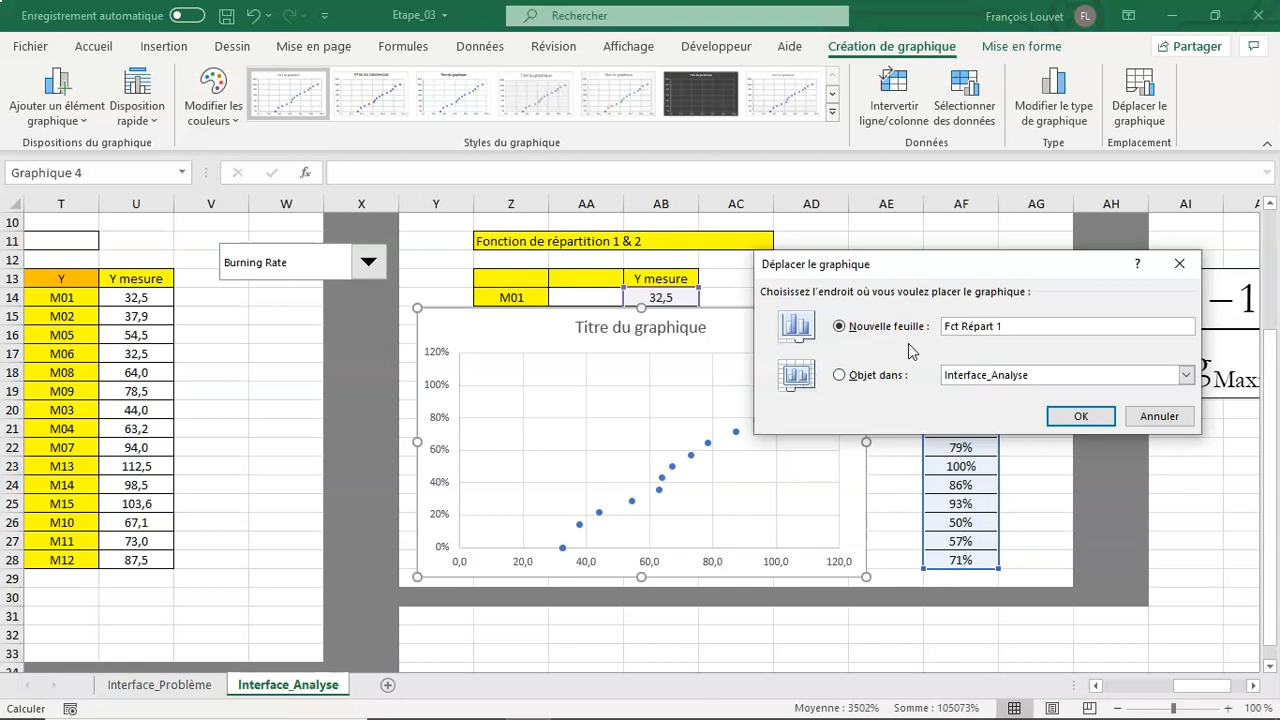 Enregistrement automatique
Etape_03
Rechercher
François Louvet
FL
Fichier Accueil Insertion Dessin Mise en page Formules Données Révision Affichage Développeur Aide Création de graphique Mise en forme Partager
Ajouter un élément graphique
Disposition rapide
Modifier les couleurs
Intervertir ligne/colonne
Sélectionner des données
Modifier le type de graphique
Déplacer le graphique
Dispositions du graphique
Styles du graphique
Données
Type
Emplacement
Graphique 4
fx
T U V W X Y Z AA AB AC AD AE AF AG AH AI
10
11 Fonction de répartition 1 & 2
12 Burning Rate
13 Y Y mesure Y mesure
14 M01 32,5 M01 32,5
15 M02 37,9
16 M05 54,5
17 M06 32,5
18 M08 64,0
19 M09 78,5
20 M03 44,0
21 M04 63,2
22 M07 94,0 79%
23 M13 112,5 100%
24 M14 98,5 86%
25 M15 103,6 93%
26 M10 67,1 50%
27 M11 73,0 57%
28 M12 87,5 71%
29
30
31
32
33
Titre du graphique
120%
100%
80%
60%
40%
20%
0%
0,0 20,0 40,0 60,0 80,0 100,0 120,0
Déplacer le graphique
?
Choisissez l'endroit où vous voulez placer le graphique :
Nouvelle feuille : Fct Répart 1
Objet dans : Interface_Analyse
OK Annuler
− 1
g Maxi
Interface_Problème Interface_Analyse
Calculer Moyenne : 3502% Somme : 105073% 100 %